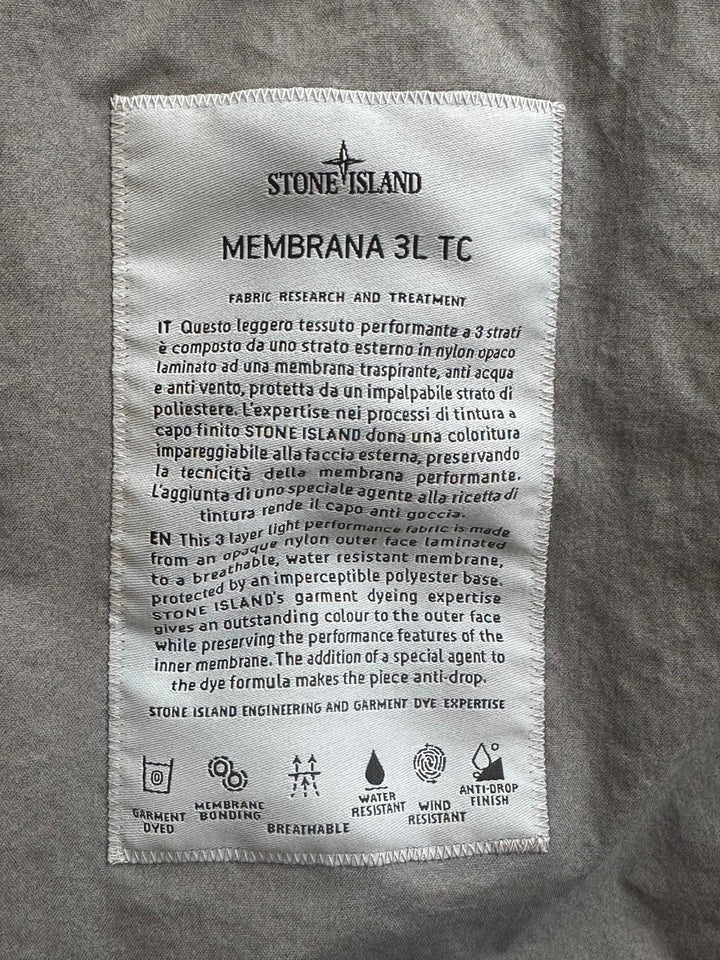 STONE ISLAND
MEMBRANA 3L TC
FABRIC RESEARCH AND TREATMENT
IT Questo leggero tessuto performante a 3 strati
è composto da uno strato esterno in nylon opaco
laminato ad una membrana traspirante, anti acqua
e anti vento, protetta da un impalpabile strato di
poliestere. L'expertise nei processi di tintura a
capo finito STONE ISLAND dona una coloritura
impareggiabile alla faccia esterna, preservando
la tecnicità della membrana performante.
L'aggiunta di uno speciale agente alla ricetta di
tintura rende il capo anti goccia.
EN This 3 layer light performance fabric is made
from an opaque nylon outer face laminated
to a breathable, water resistant membrane,
protected by an imperceptible polyester base.
STONE ISLAND's garment dyeing expertise
gives an outstanding colour to the outer face
while preserving the performance features of the
inner membrane. The addition of a special agent to
the dye formula makes the piece anti-drop.
STONE ISLAND ENGINEERING AND GARMENT DYE EXPERTISE
GARMENT
DYED
MEMBRANE
BONDING
BREATHABLE
WATER
RESISTANT
WIND
RESISTANT
ANTI-DROP
FINISH